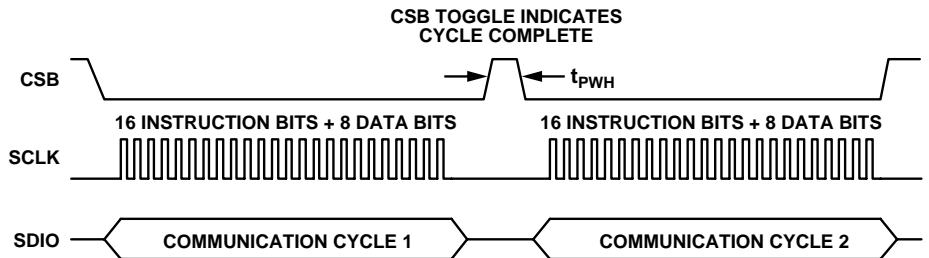 CSB TOGGLE INDICATES
CYCLE COMPLETE
CSB
tPWH
16 INSTRUCTION BITS + 8 DATA BITS
16 INSTRUCTION BITS + 8 DATA BITS
SCLK
SDIO
COMMUNICATION CYCLE 1
COMMUNICATION CYCLE 2